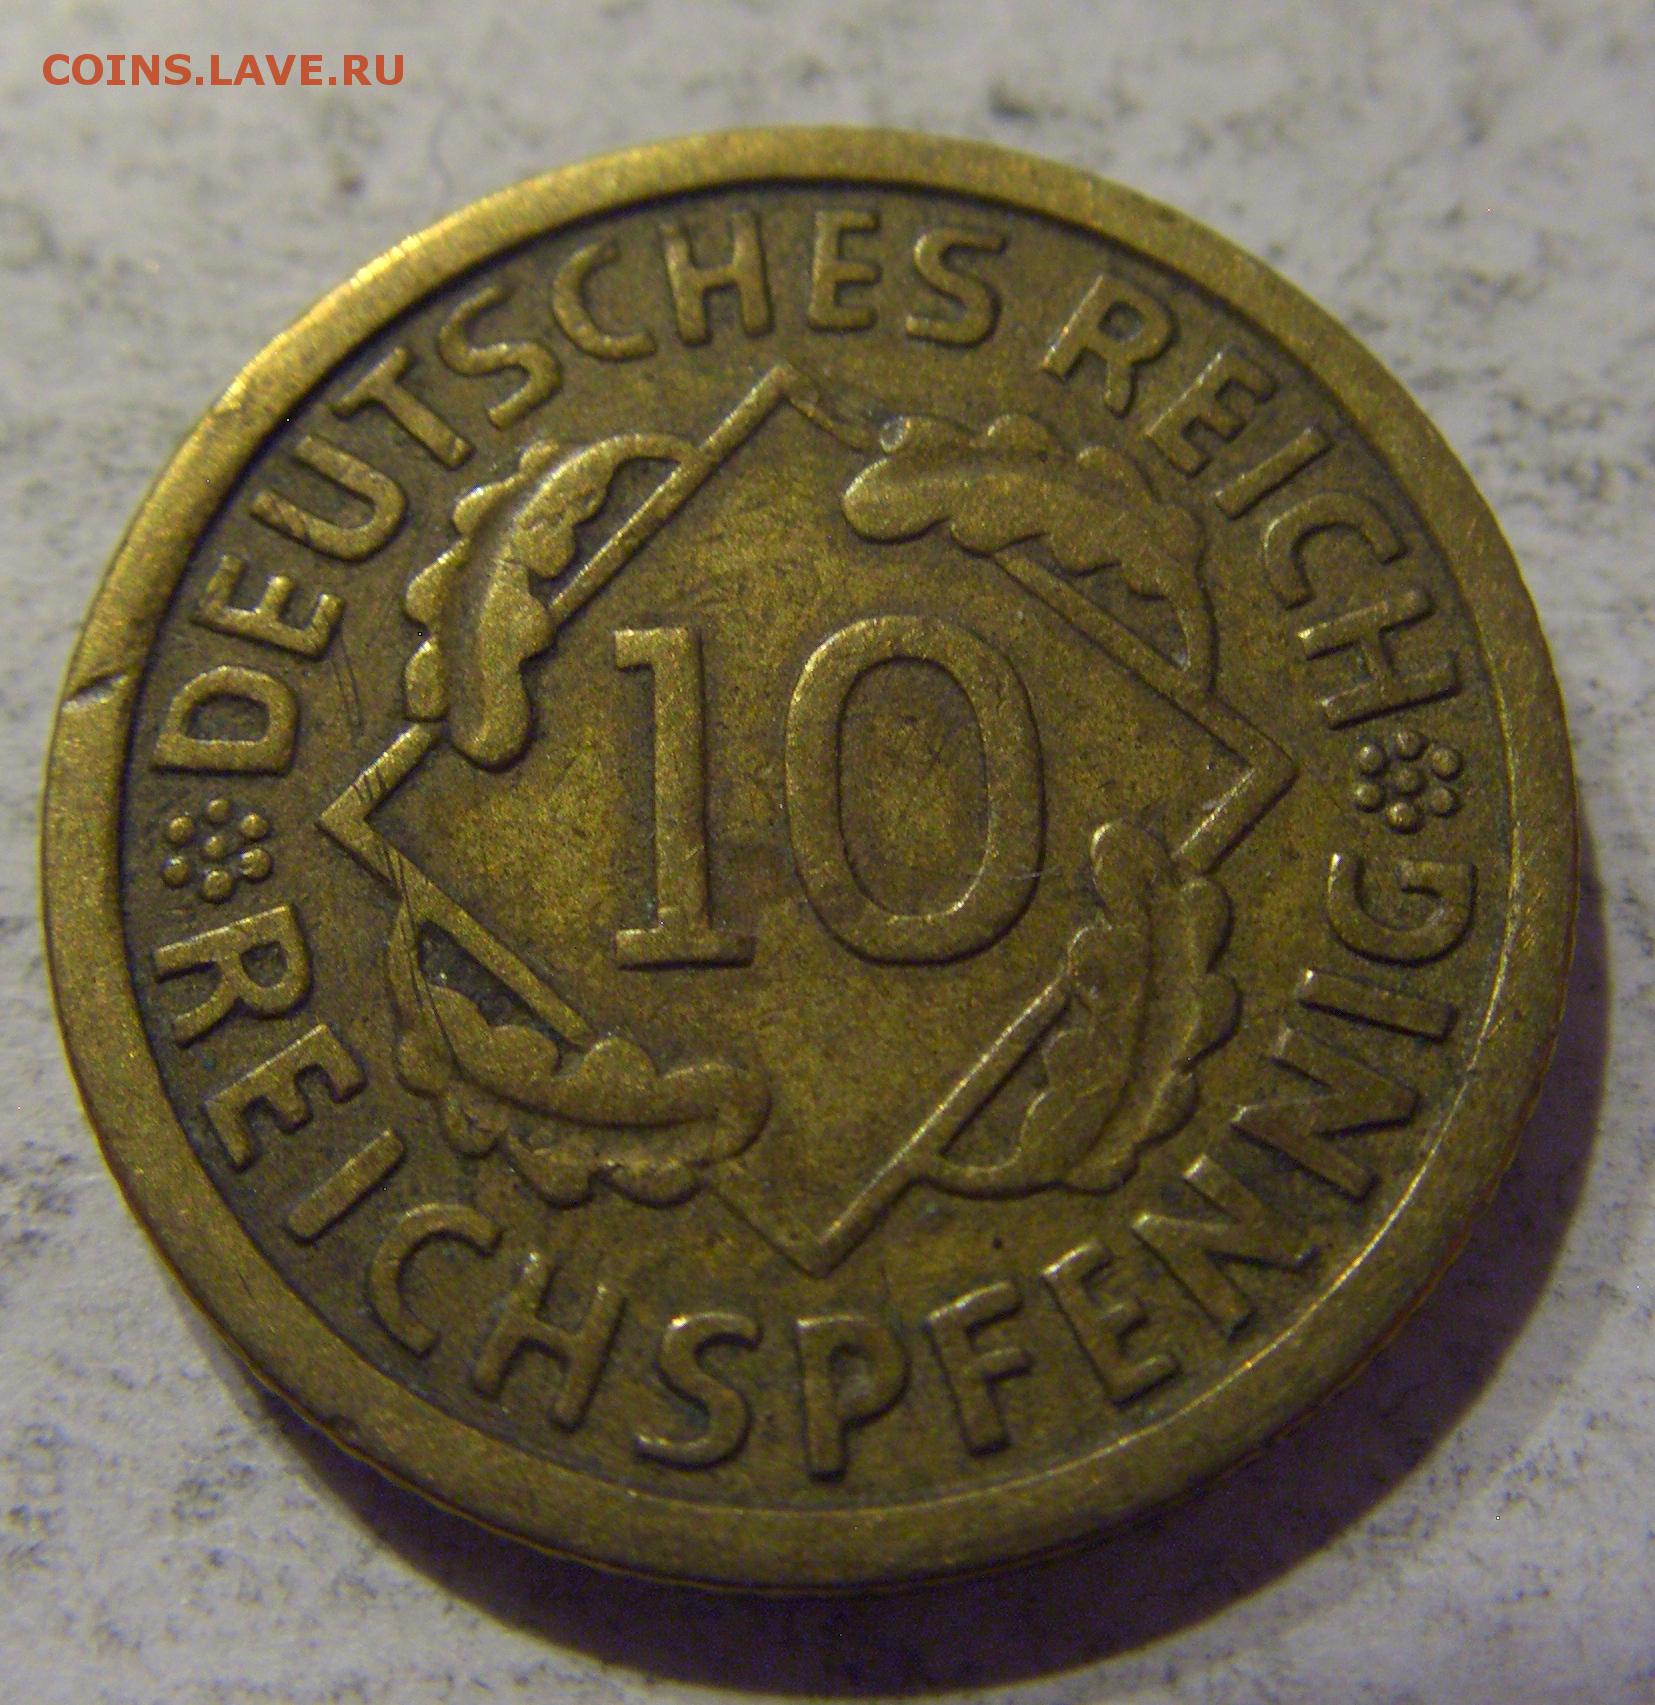 COINS.LAVE.RU
DEUTSCHES REICH
10
REICHSPFENNIG